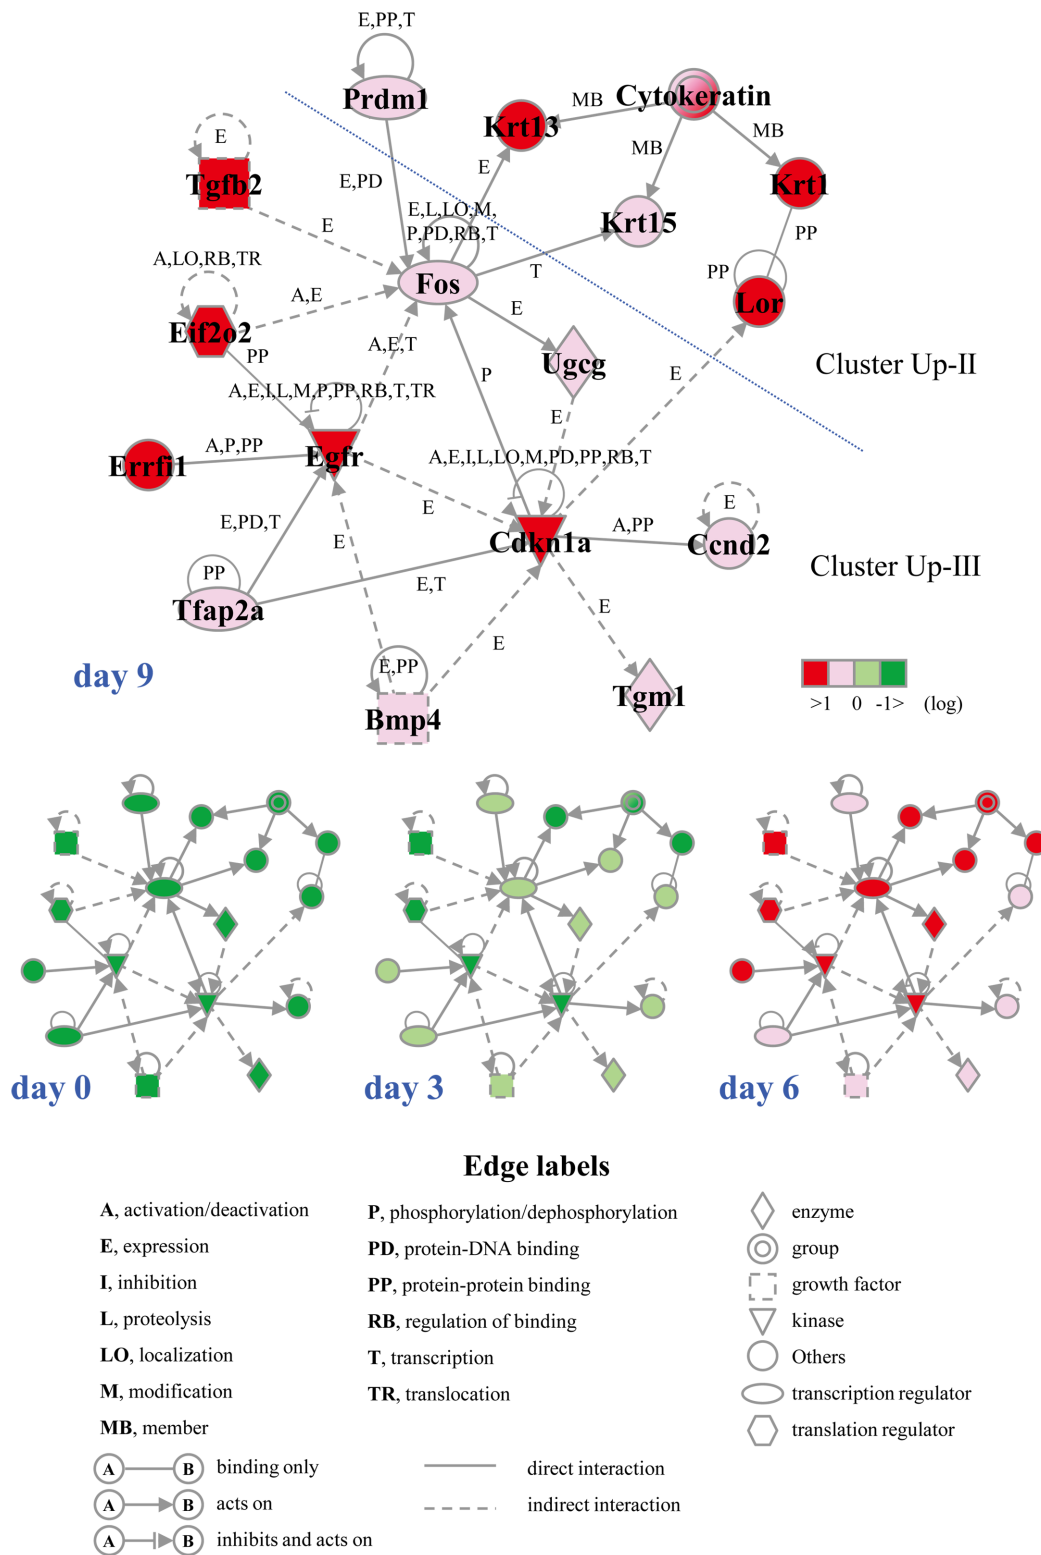 E,PP,T
Prdm1
Cytokeratin
MB
Krt13
MB
MB
E
Tgfb2
E,PD
E
Krt1
E,L,LO,M,
P,PD,RB,T
Krt15
E
PP
A,LO,RB,TR
T
PP
Fos
Lor
A,E
E
Eif2o2
PP
A,E,T
Ugcg
Cluster Up-II
P
E
A,E,I,L,M,P,PP,RB,T,TR
E
A,P,PP
Errfi1
Egfr
A,E,I,L,LO,M,PD,PP,RB,T
E
E
E,PD,T
A,PP
Cdkn1a
Ccnd2
E
PP
Cluster Up-III
E,T
Tfap2a
E
E
day 9
E,PP
Bmp4
Tgm1
>1 0 -1> (log)
day 0
day 3
day 6
Edge labels
A, activation/deactivation
E, expression
I, inhibition
L, proteolysis
LO, localization
M, modification
MB, member
P, phosphorylation/dephosphorylation
PD, protein-DNA binding
PP, protein-protein binding
RB, regulation of binding
T, transcription
TR, translocation
enzyme
group
growth factor
kinase
Others
transcription regulator
translation regulator
A B binding only
A B acts on
A B inhibits and acts on
direct interaction
indirect interaction